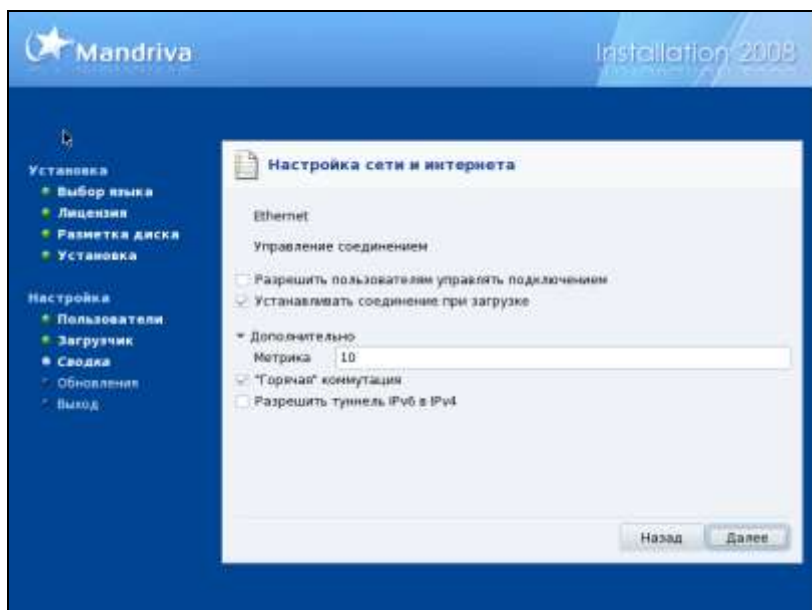 Mandriva
Installation 2008
Установка
Выбор языка
Лицензия
Разметка диска
Установка
Настройка
Пользователи
Загрузчик
Сводка
Обновления
Выход
Настройка сети и интернета
Ethernet
Управление соединением
Разрешить пользователям управлять подключением
Устанавливать соединение при загрузке
Дополнительно
Метрика 10
"Горячая" коммутация
Разрешить туннель IPv6 в IPv4
Назад Далее